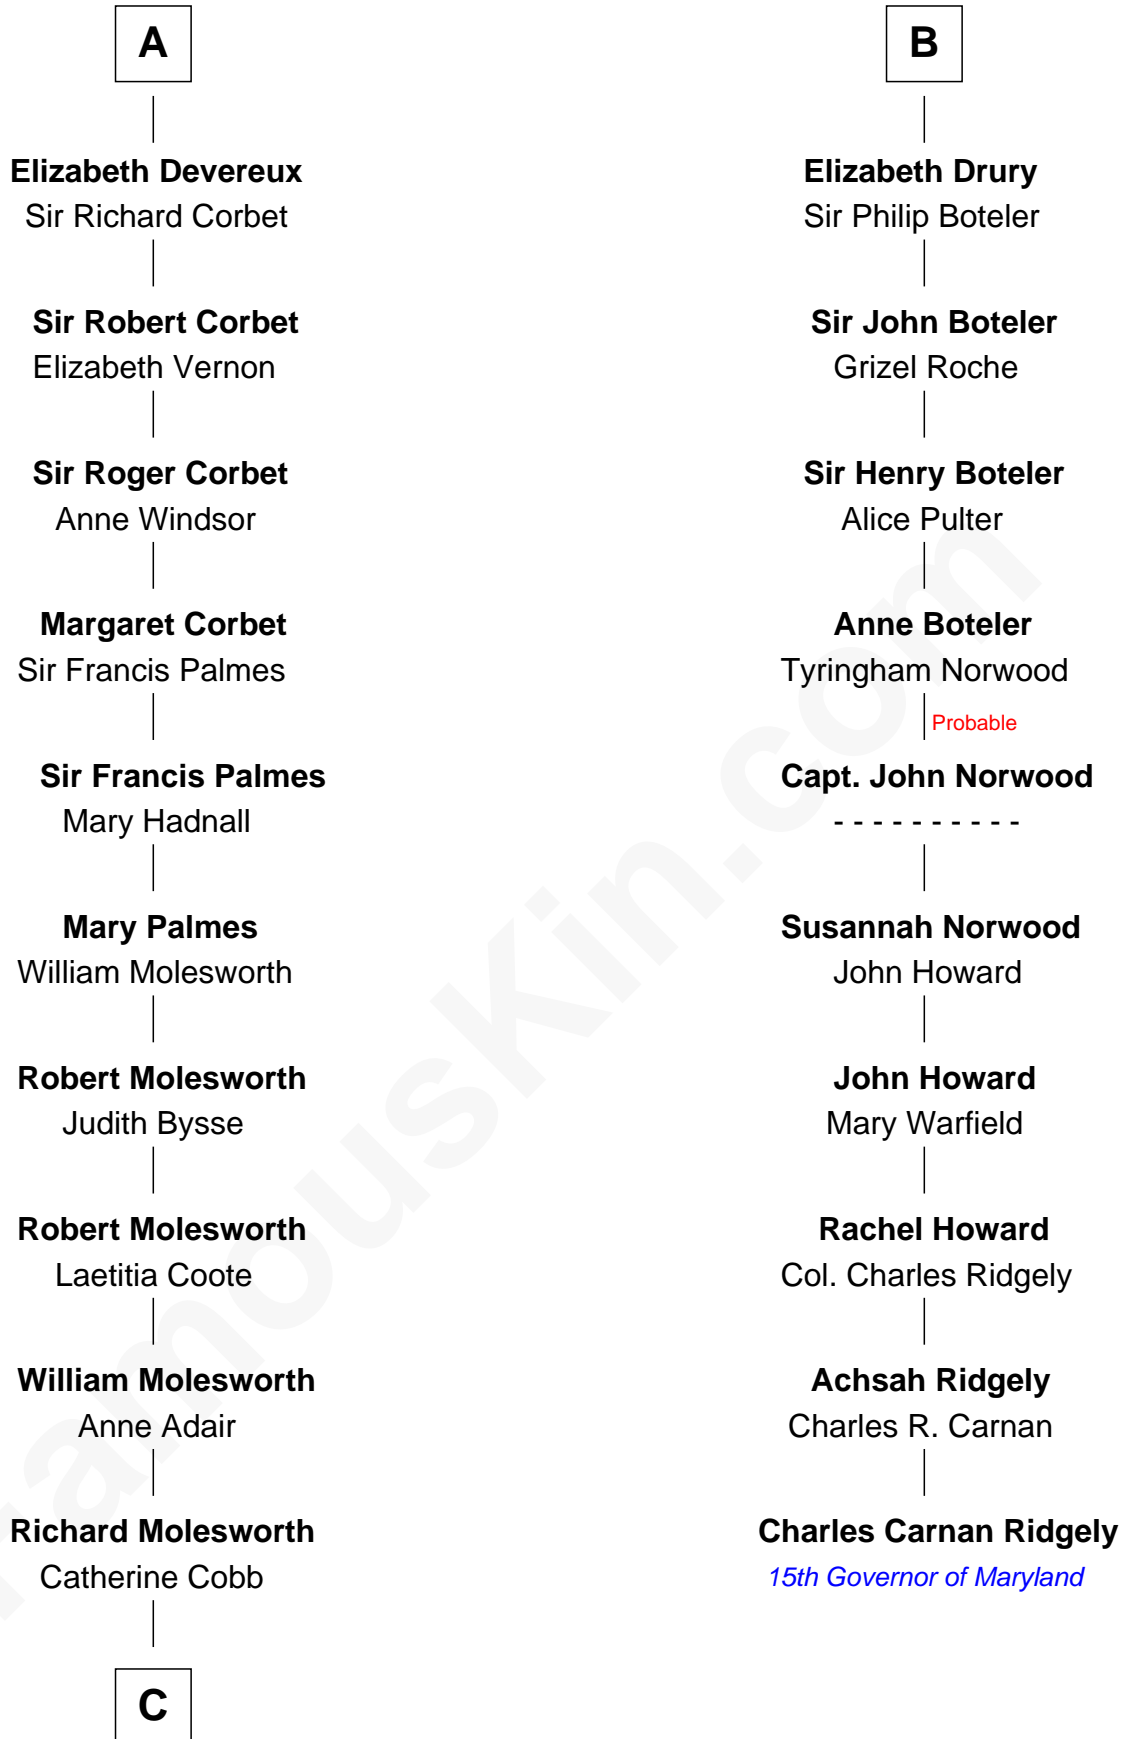 A
Elizabeth Devereux
Sir Richard Corbet
Sir Robert Corbet
Elizabeth Vernon
Sir Roger Corbet
Anne Windsor
Margaret Corbet
Sir Francis Palmes
Sir Francis Palmes
Mary Hadnall
Mary Palmes
William Molesworth
Robert Molesworth
Judith Bysse
Robert Molesworth
Laetitia Coote
William Molesworth
Anne Adair
Richard Molesworth
Catherine Cobb
C
B
Elizabeth Drury
Sir Philip Boteler
Sir John Boteler
Grizel Roche
Sir Henry Boteler
Alice Pulter
Anne Boteler
Tyringham Norwood
Probable
Capt. John Norwood
- - - - - - - - - -
Susannah Norwood
John Howard
John Howard
Mary Warfield
Rachel Howard
Col. Charles Ridgely
Achsah Ridgely
Charles R. Carnan
Charles Carnan Ridgely
15th Governor of Maryland
FamousKin.com